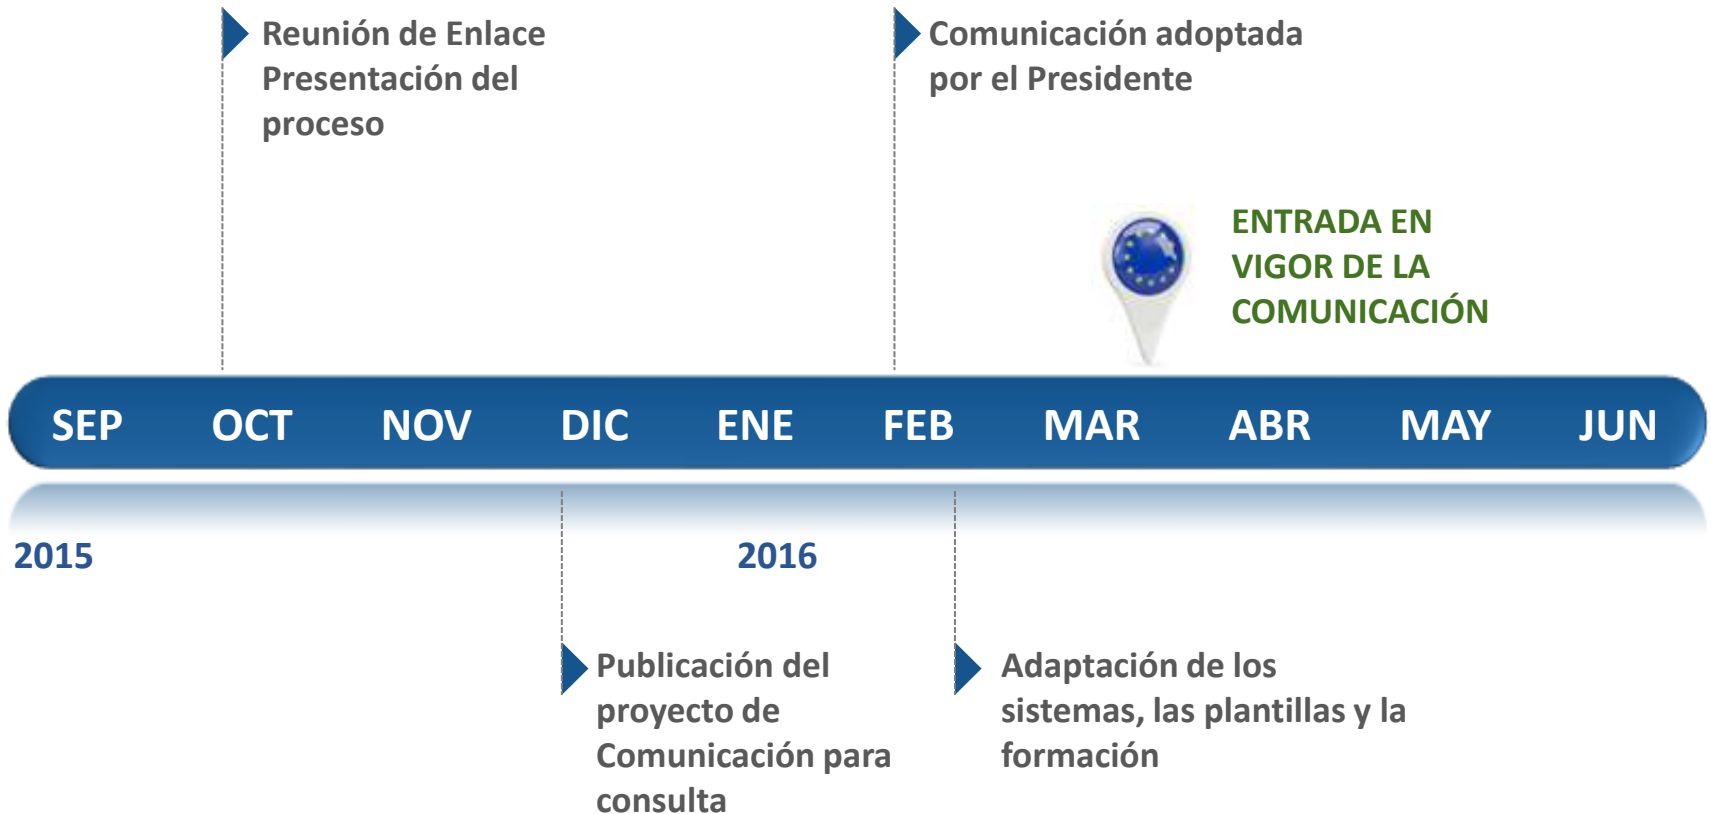 Reunión de Enlace
Presentación del
proceso
Comunicación adoptada
por el Presidente
ENTRADA EN
VIGOR DE LA
COMUNICACIÓN
SEP OCT NOV DIC ENE FEB MAR ABR MAY JUN
2015 2016
Publicación del
proyecto de
Comunicación para
consulta
Adaptación de los
sistemas, las plantillas y la
formación